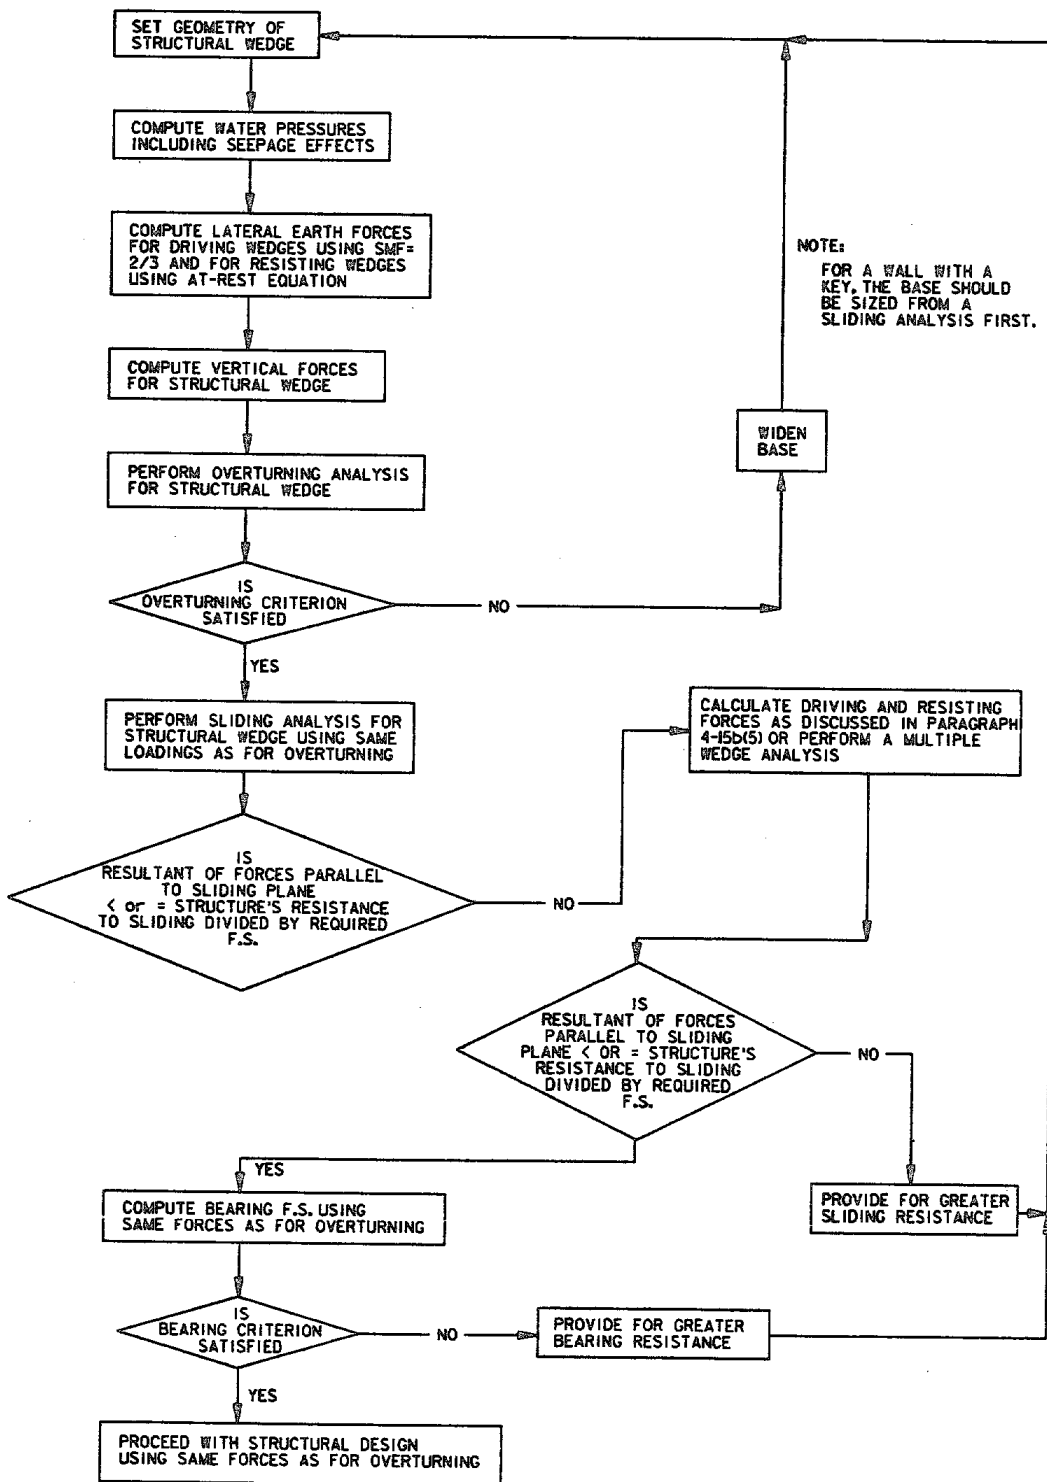 SET GEOMETRY OF
STRUCTURAL WEDGE
COMPUTE WATER PRESSURES
INCLUDING SEEPAGE EFFECTS
COMPUTE LATERAL EARTH FORCES
FOR DRIVING WEDGES USING SMF=
2/3 AND FOR RESISTING WEDGES
USING AT-REST EQUATION
NOTE:
FOR A WALL WITH A
KEY, THE BASE SHOULD
BE SIZED FROM A
SLIDING ANALYSIS FIRST.
COMPUTE VERTICAL FORCES
FOR STRUCTURAL WEDGE
WIDEN
BASE
PERFORM OVERTURNING ANALYSIS
FOR STRUCTURAL WEDGE
IS
OVERTURNING CRITERION
SATISFIED
NO
YES
PERFORM SLIDING ANALYSIS FOR
STRUCTURAL WEDGE USING SAME
LOADINGS AS FOR OVERTURNING
CALCULATE DRIVING AND RESISTING
FORCES AS DISCUSSED IN PARAGRAPH
4-15b(5) OR PERFORM A MULTIPLE
WEDGE ANALYSIS
IS
RESULTANT OF FORCES PARALLEL
TO SLIDING PLANE
< or = STRUCTURE'S RESISTANCE
TO SLIDING DIVIDED BY REQUIRED
F.S.
NO
IS
RESULTANT OF FORCES
PARALLEL TO SLIDING
PLANE < OR = STRUCTURE'S
RESISTANCE TO SLIDING
DIVIDED BY REQUIRED
F.S.
NO
YES
COMPUTE BEARING F.S. USING
SAME FORCES AS FOR OVERTURNING
PROVIDE FOR GREATER
SLIDING RESISTANCE
IS
BEARING CRITERION
SATISFIED
NO
PROVIDE FOR GREATER
BEARING RESISTANCE
YES
PROCEED WITH STRUCTURAL DESIGN
USING SAME FORCES AS FOR OVERTURNING